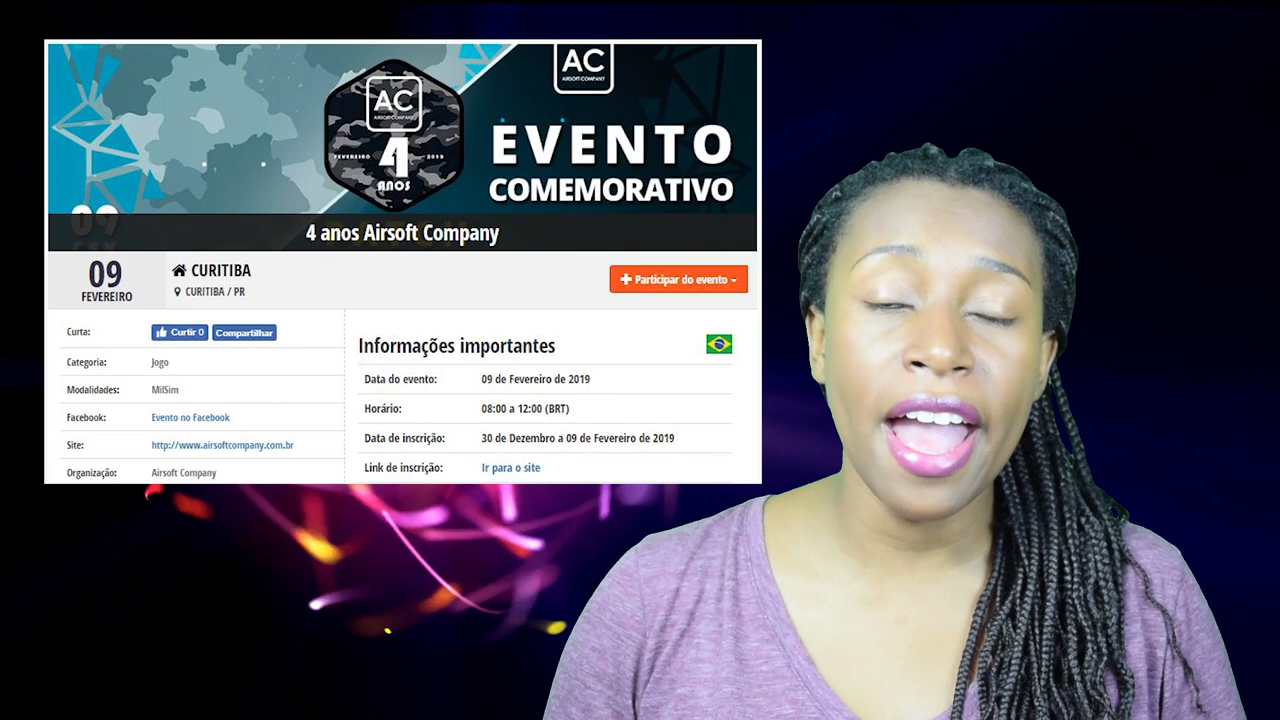 AC
AIRSOFT COMPANY
AC
AIRSOFT COMPANY
FEVEREIRO 4 2019
ANOS
EVENTO
COMEMORATIVO
09
4 anos Airsoft Company
09
FEVEREIRO
CURITIBA
CURITIBA / PR
Participar do evento
Curta: Curtir 0 Compartilhar
Categoria: Jogo
Modalidades: MilSim
Facebook: Evento no Facebook
Site: http://www.airsoftcompany.com.br
Organização: Airsoft Company
Informações importantes
Data do evento: 09 de Fevereiro de 2019
Horário: 08:00 a 12:00 (BRT)
Data de inscrição: 30 de Dezembro a 09 de Fevereiro de 2019
Link de inscrição: Ir para o site